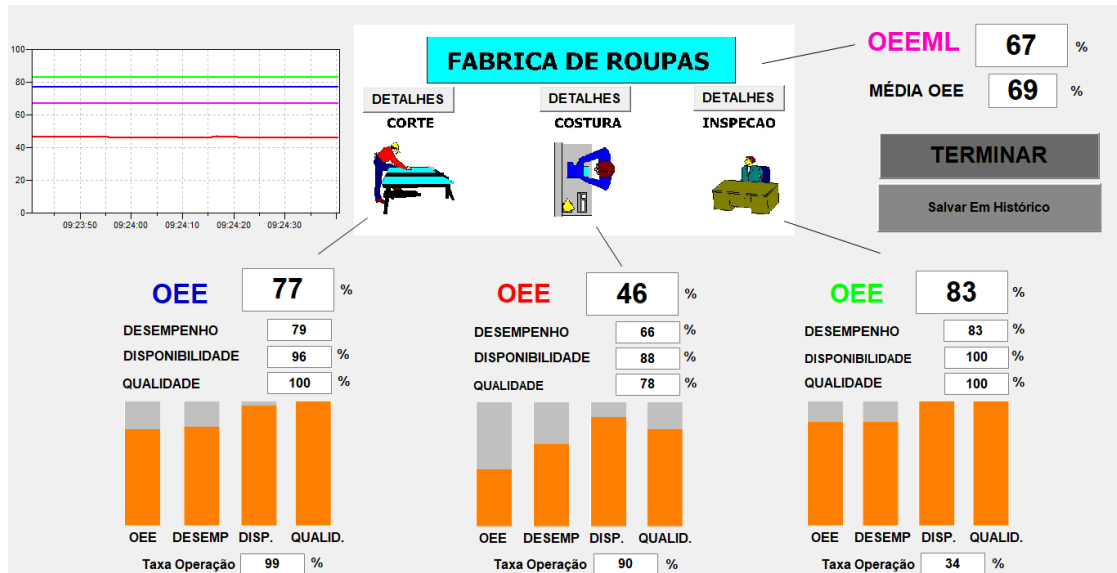 100
80
60
40
20
0
09:23:50 09:24:00 09:24:10 09:24:20 09:24:30
FABRICA DE ROUPAS
DETALHES DETALHES DETALHES
CORTE COSTURA INSPECAO
OEEML 67 %
MÉDIA OEE 69 %
TERMINAR
Salvar Em Histórico
OEE 77 %
DESEMPENHO 79
DISPONIBILIDADE 96 %
QUALIDADE 100 %
OEE DESEMP DISP. QUALID.
Taxa Operação 99 %
OEE 46 %
DESEMPENHO 66 %
DISPONIBILIDADE 88 %
QUALIDADE 78 %
OEE DESEMP DISP. QUALID.
Taxa Operação 90 %
OEE 83 %
DESEMPENHO 83 %
DISPONIBILIDADE 100 %
QUALIDADE 100 %
OEE DESEMP DISP. QUALID.
Taxa Operação 34 %